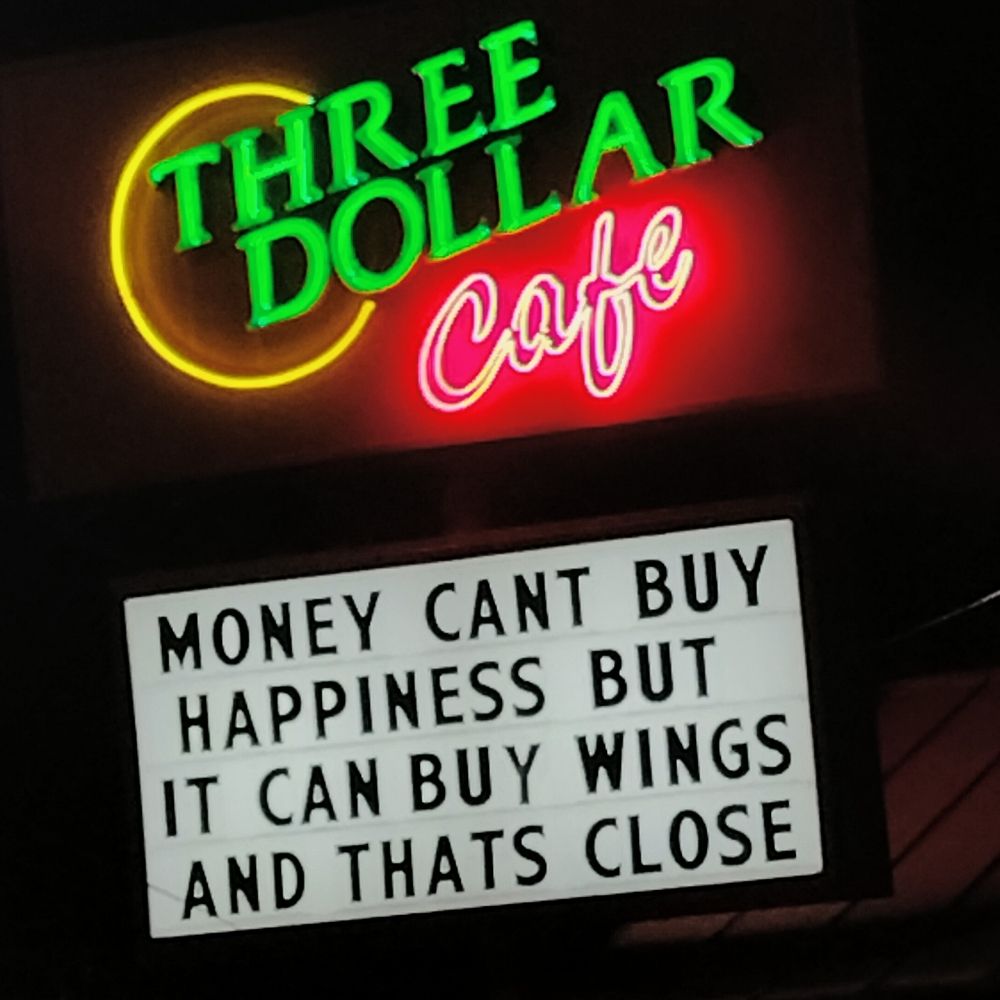 THREE
DOLLAR
Cafe
MONEY CANT BUY
HAPPINESS BUT
IT CAN BUY WINGS
AND THATS CLOSE